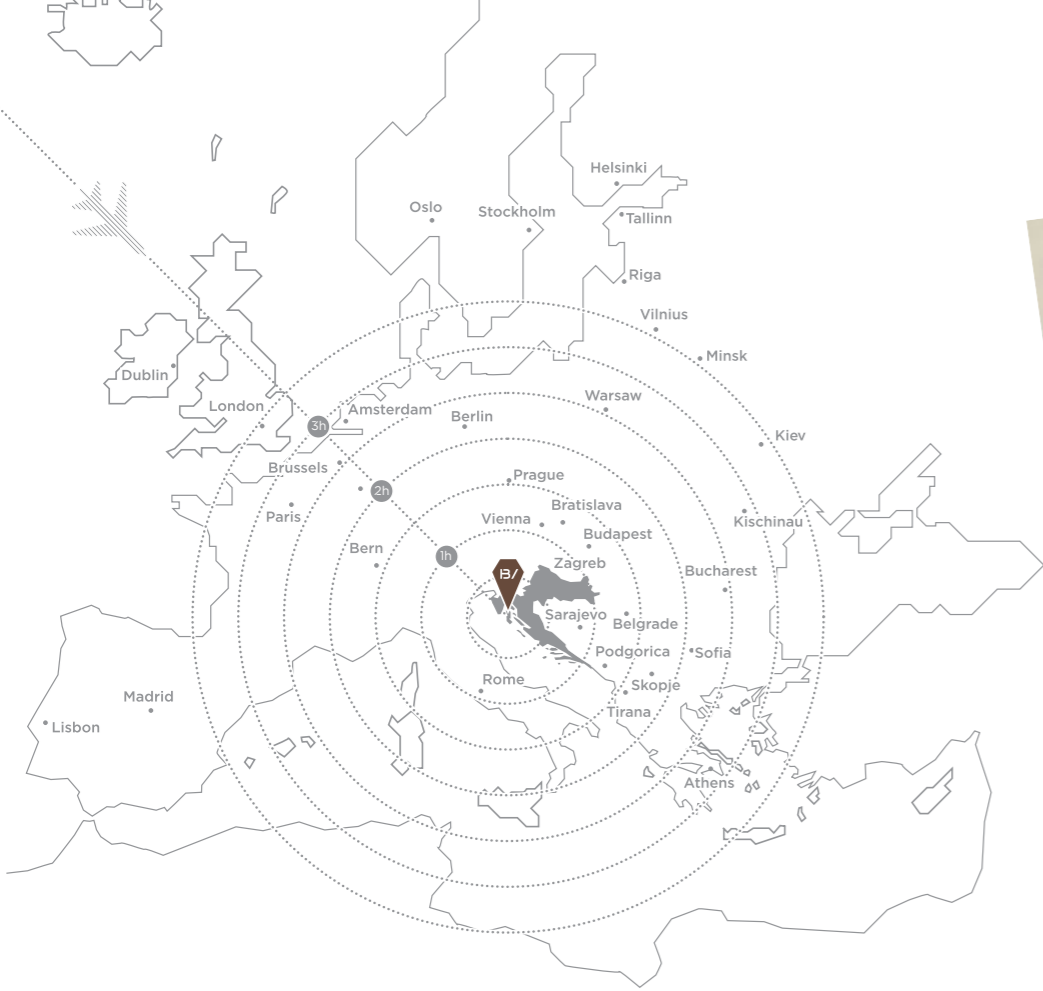 Helsinki
Oslo
Stockholm
Tallinn
Riga
Vilnius
Minsk
Dublin
London
3h
Amsterdam
Berlin
Warsaw
Kiev
Brussels
2h
Prague
Paris
Vienna
Bratislava
Kischinau
Bern
1h
Budapest
Zagreb
Bucharest
B/
Sarajevo
Belgrade
Podgorica
Sofia
Rome
Skopje
Madrid
Tirana
Lisbon
Athens